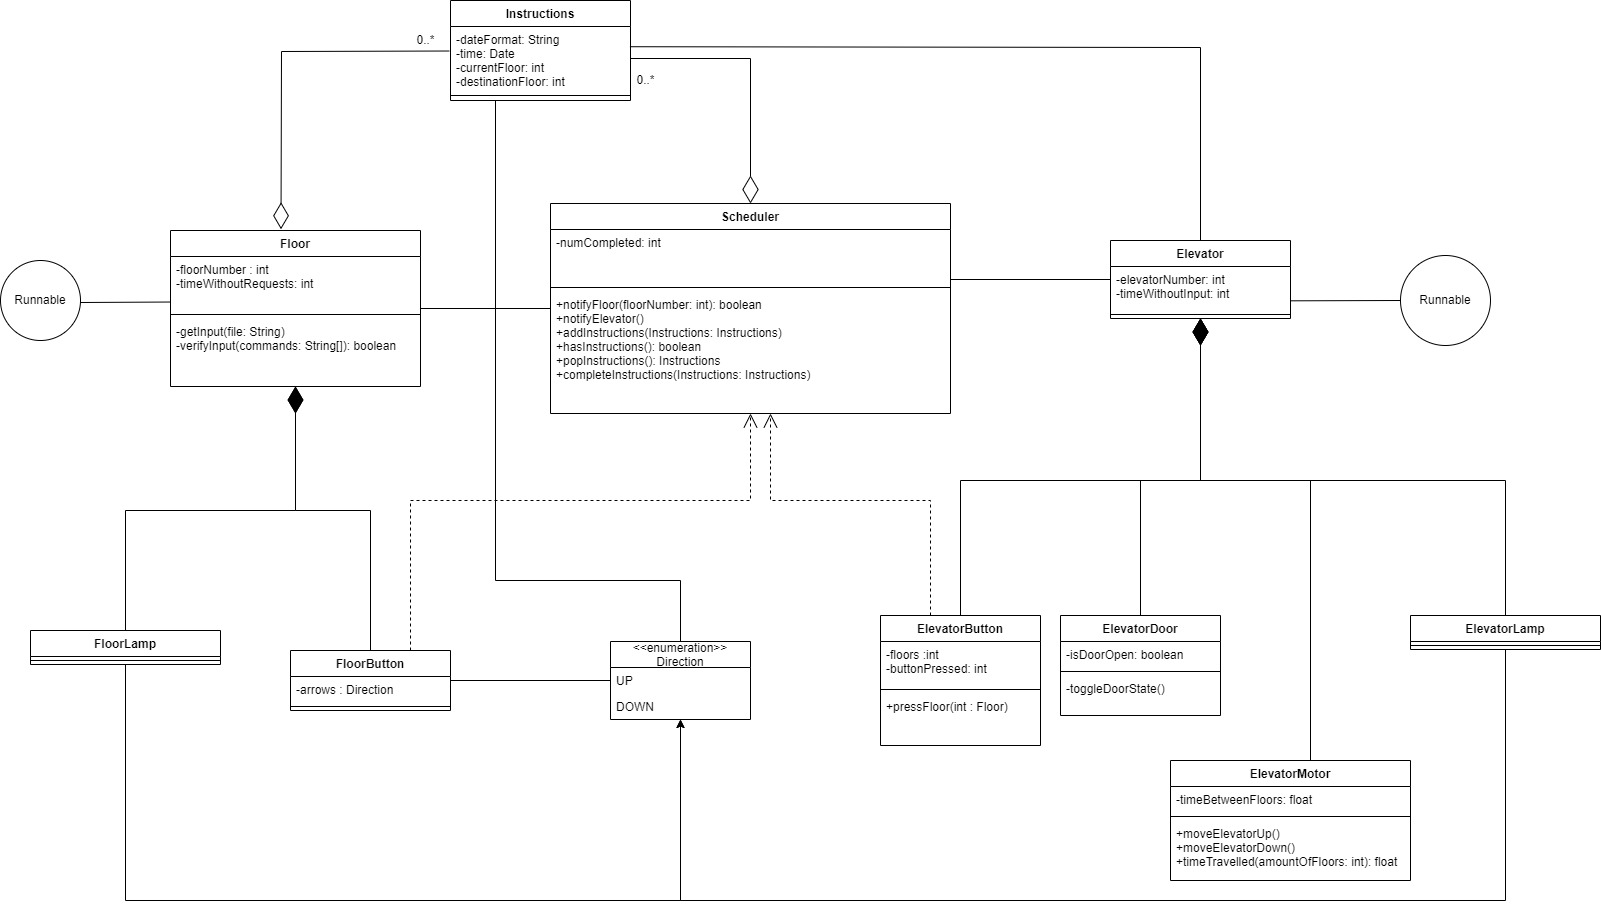 Instructions
-dateFormat: String
-time: Date
-currentFloor: int
-destinationFloor: int
0..*
0..*
Runnable
Floor
-floorNumber : int
-timeWithoutRequests: int
-getInput(file: String)
-verifyInput(commands: String[]): boolean
Scheduler
-numCompleted: int
+notifyFloor(floorNumber: int): boolean
+notifyElevator()
+addInstructions(Instructions: Instructions)
+hasInstructions(): boolean
+popInstructions(): Instructions
+completeInstructions(Instructions: Instructions)
Elevator
-elevatorNumber: int
-timeWithoutInput: int
Runnable
FloorLamp
FloorButton
-arrows : Direction
<<enumeration>>
Direction
UP
DOWN
ElevatorButton
-floors :int
-buttonPressed: int
+pressFloor(int : Floor)
ElevatorDoor
-isDoorOpen: boolean
-toggleDoorState()
ElevatorLamp
ElevatorMotor
-timeBetweenFloors: float
+moveElevatorUp()
+moveElevatorDown()
+timeTravelled(amountOfFloors: int): float